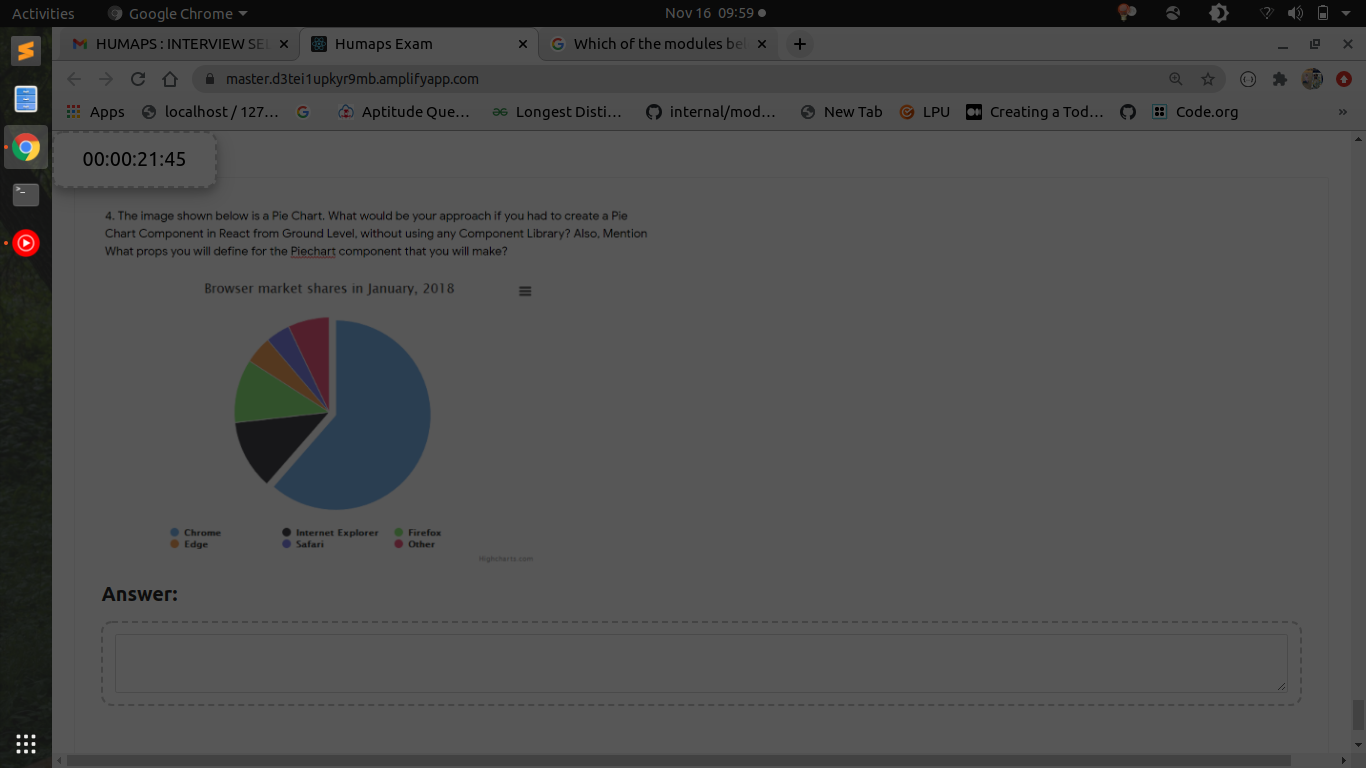 Activities
Google Chrome
Nov 16 09:59
HUMAPS : INTERVIEW SE
Humaps Exam
Which of the modules be
master.d3tei1upkyr9mb.amplifyapp.com
Apps
localhost / 127...
Aptitude Que...
Longest Disti...
internal/mod...
New Tab
LPU
Creating a Tod...
Code.org
»
00:00:21:45
4. The image shown below is a Pie Chart. What would be your approach if you had to create a Pie
Chart Component in React from Ground Level, without using any Component Library? Also, Mention
What props you will define for the Piechart component that you will make?
Browser market shares in January, 2018
Chrome
Internet Explorer
Firefox
Edge
Safari
Other
Highcharts.com
Answer: